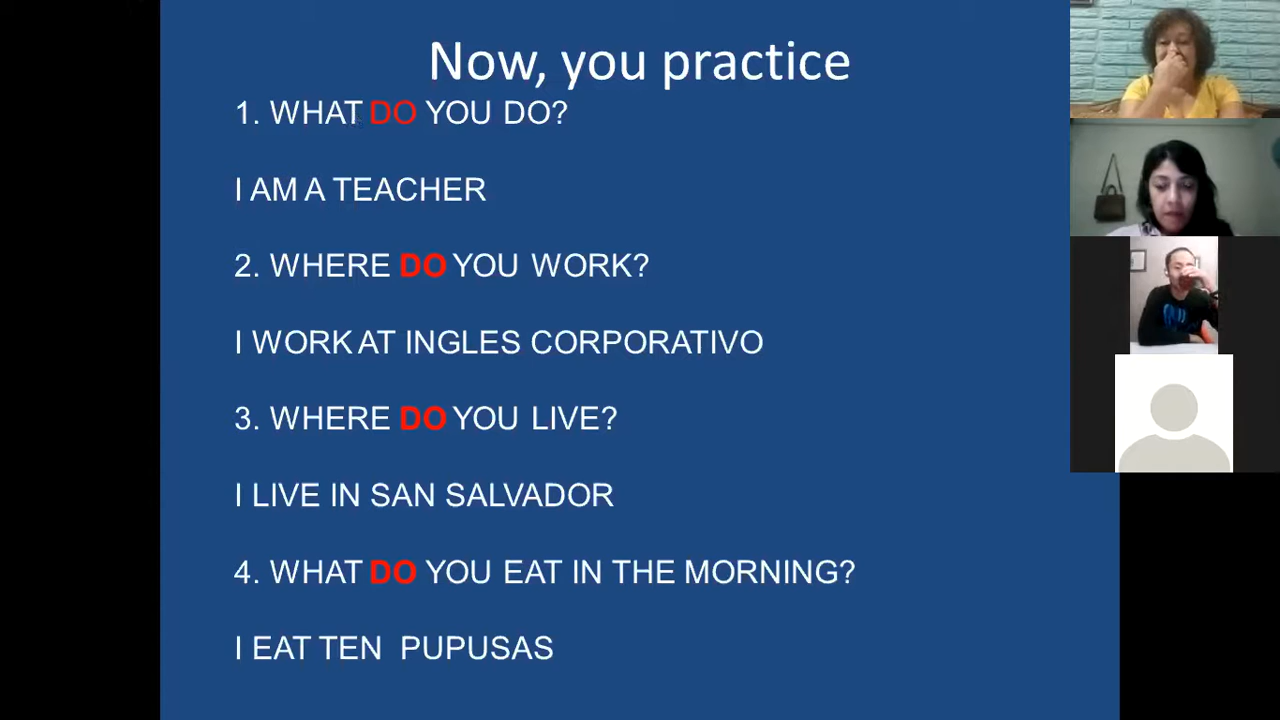 Now, you practice
1. WHAT DO YOU DO?
I AM A TEACHER
2. WHERE DO YOU WORK?
I WORK AT INGLES CORPORATIVO
3. WHERE DO YOU LIVE?
I LIVE IN SAN SALVADOR
4. WHAT DO YOU EAT IN THE MORNING?
I EAT TEN PUPUSAS